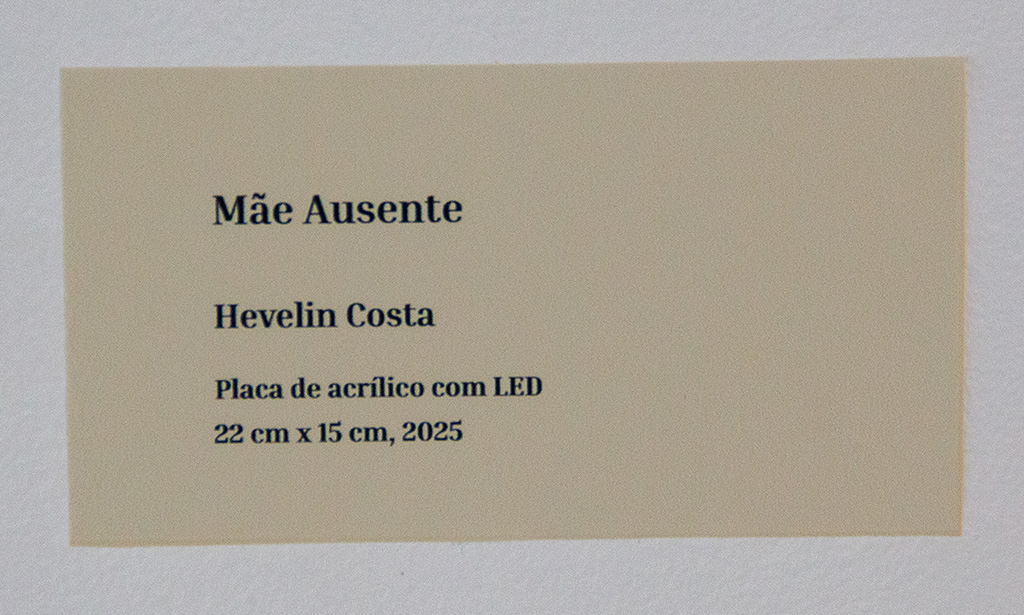 Mãe Ausente
Hevelin Costa
Placa de acrílico com LED
22 cm x 15 cm, 2025